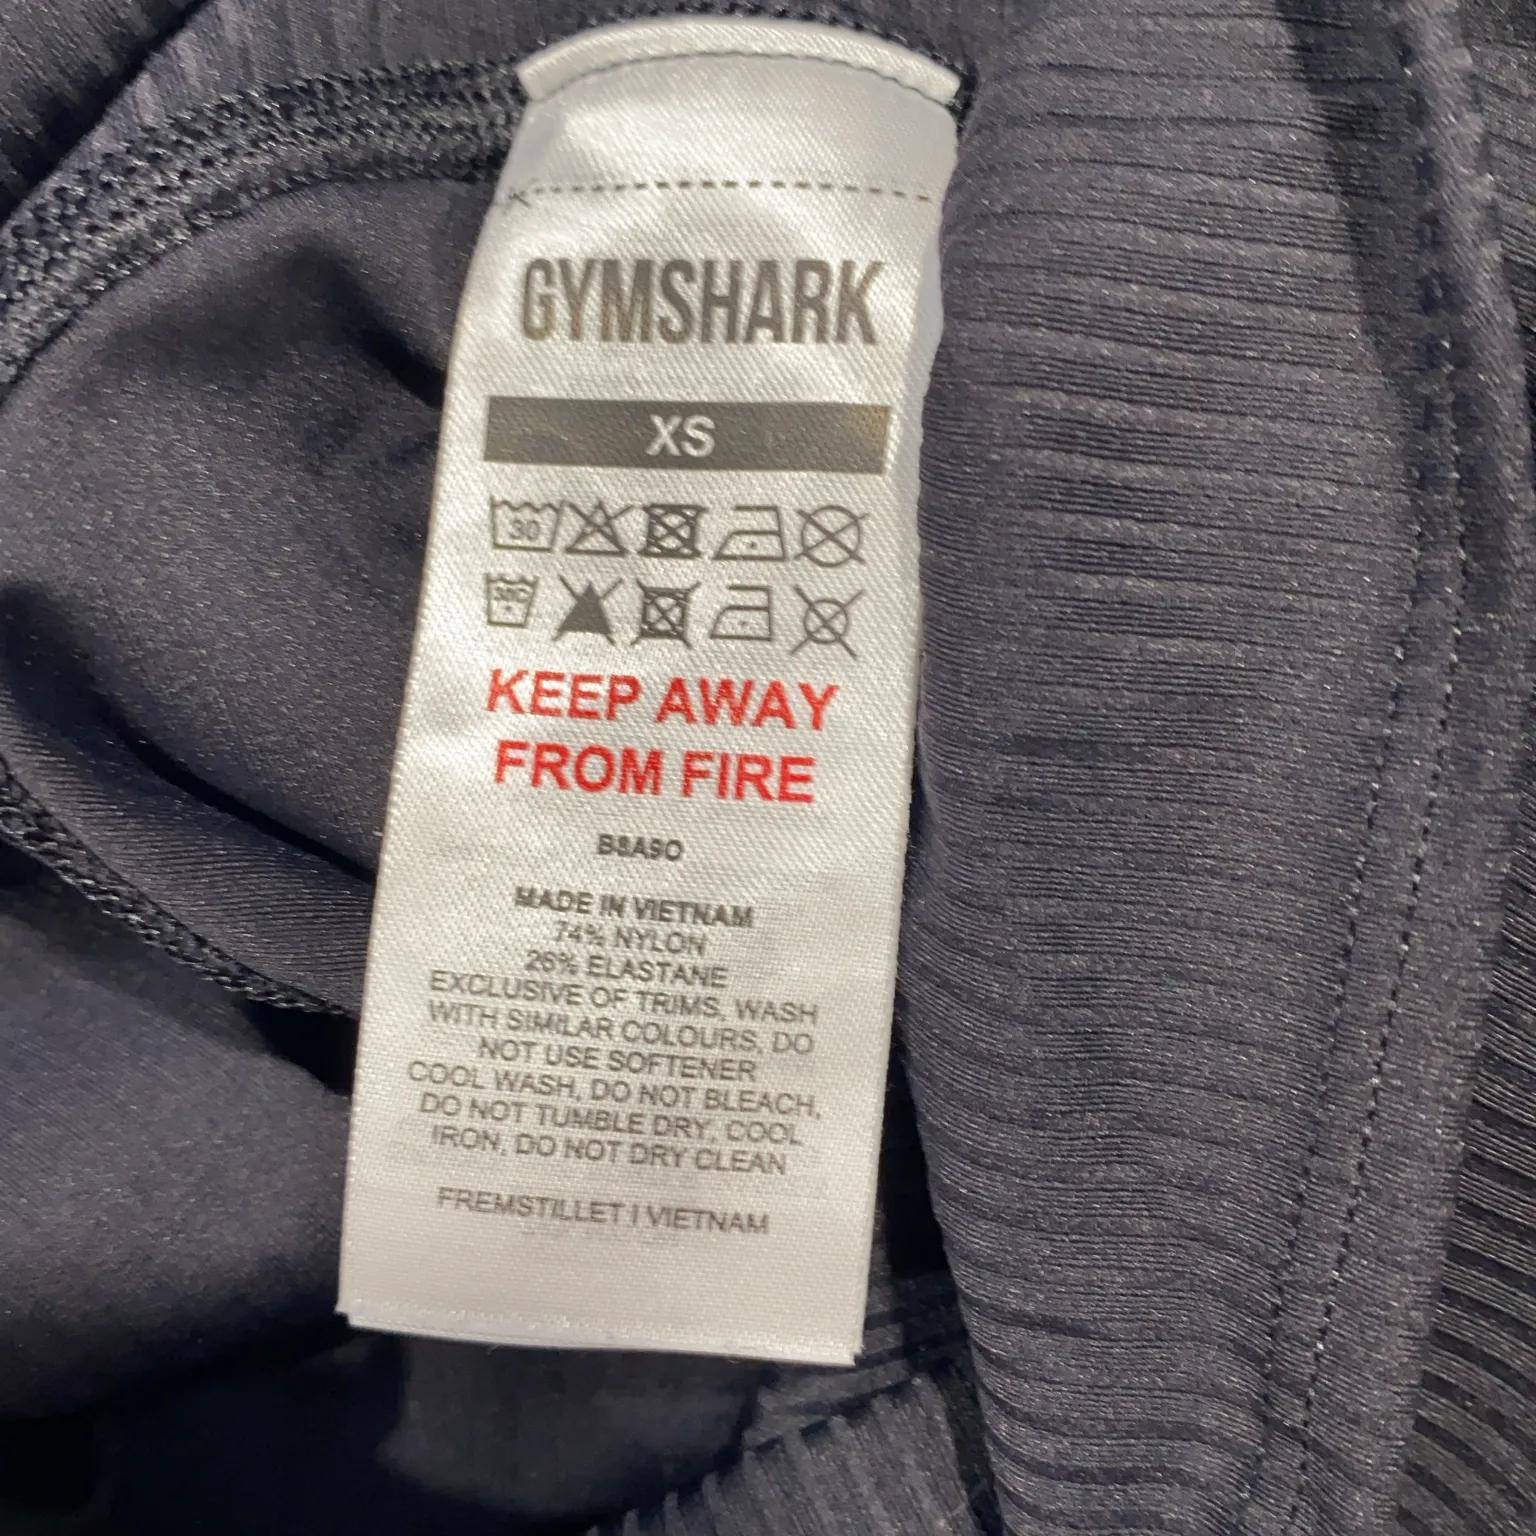 GYMSHARK
XS
30
30C
KEEP AWAY
FROM FIRE
B8A9O
MADE IN VIETNAM
74% NYLON
26% ELASTANE
EXCLUSIVE OF TRIMS, WASH
WITH SIMILAR COLOURS, DO
NOT USE SOFTENER
COOL WASH, DO NOT BLEACH,
DO NOT TUMBLE DRY, COOL
IRON, DO NOT DRY CLEAN
FREMSTILLET I VIETNAM